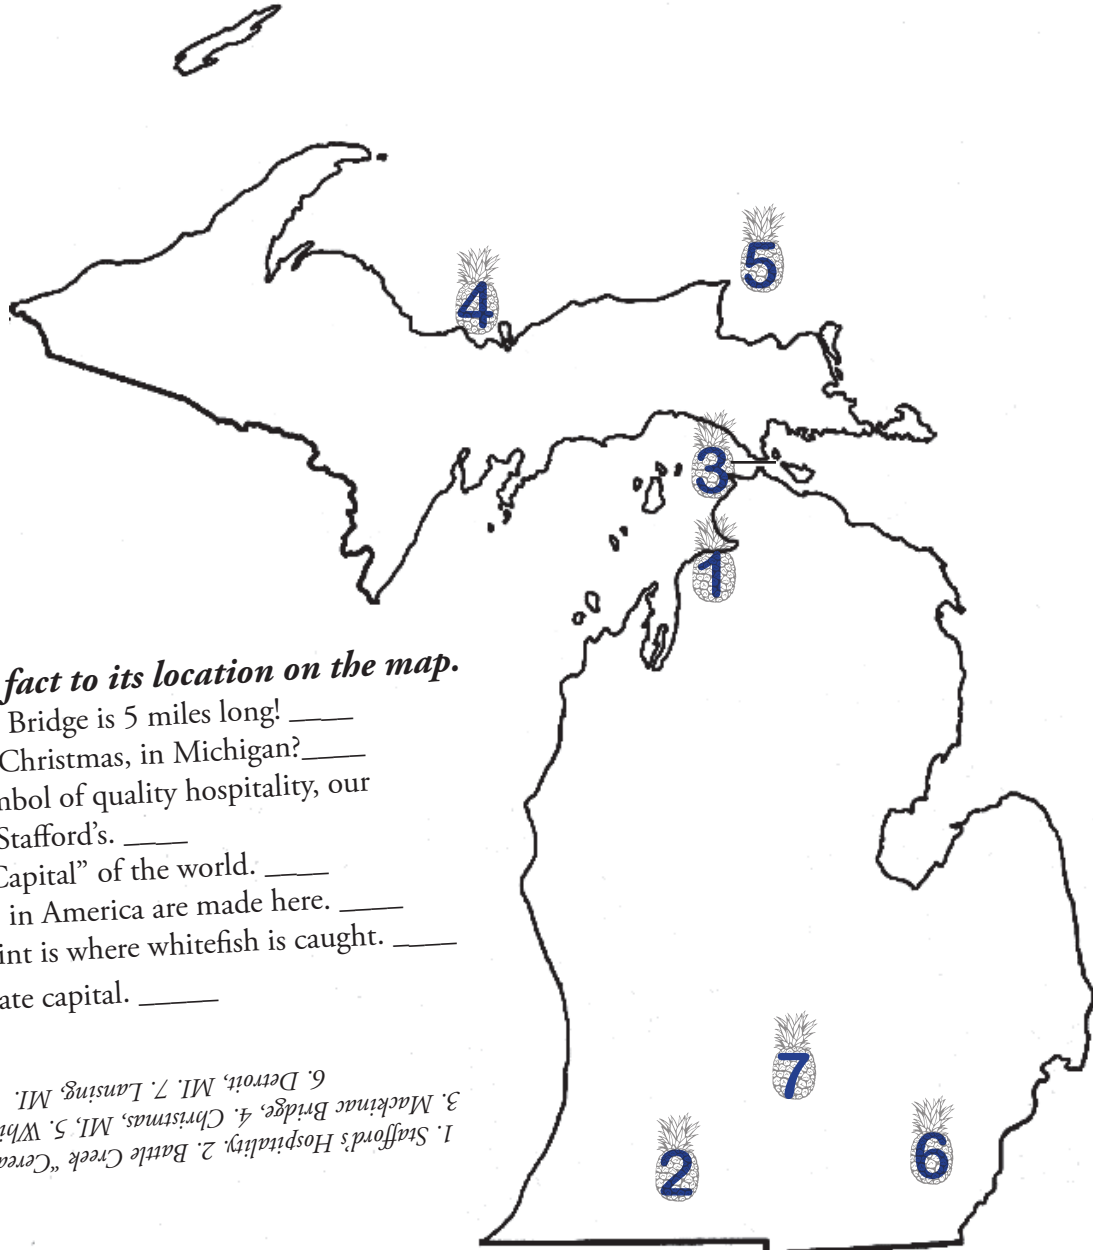 5
4
3
1
fact to its location on the map.
Bridge is 5 miles long! ____
Christmas, in Michigan?____
mbol of quality hospitality, our
Stafford's. ____
Capital” of the world. ____
in America are made here. ____
int is where whitefish is caught. ____
ate capital. _____
7
2
6
1. Stafford's Hospitality. 2. Battle Creek “Cerea
3. Mackinac Bridge, 4. Christmas, MI, 5. Whi
6. Detroit, MI. 7. Lansing, MI.